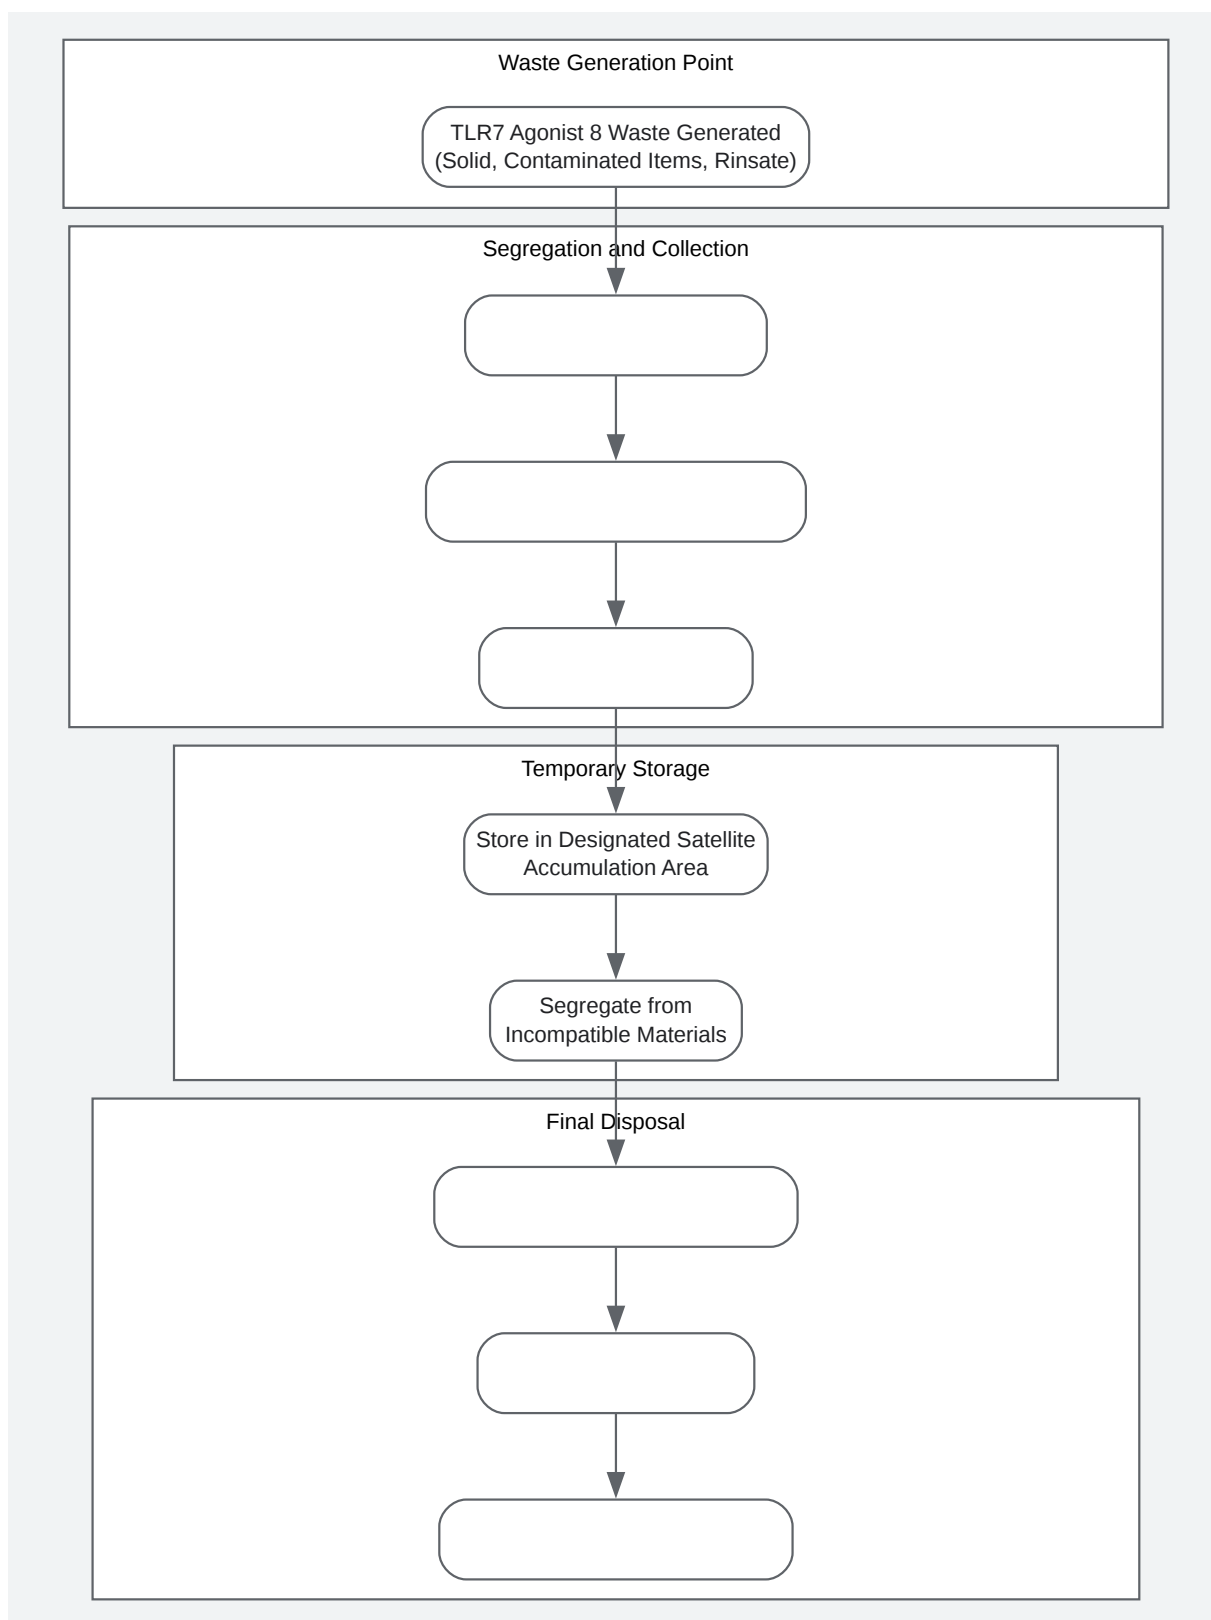 Waste Generation Point
TLR7 Agonist 8 Waste Generated
(Solid, Contaminated Items, Rinsate)
Segregation and Collection
Temporary Storage
Store in Designated Satellite
Accumulation Area
Segregate from
Incompatible Materials
Final Disposal